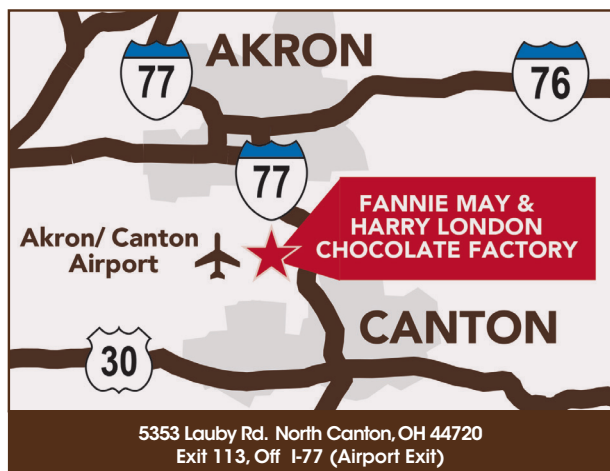 AKRON
77
76
77
FANNIE MAY &
HARRY LONDON
CHOCOLATE FACTORY
Akron/ Canton
Airport
CANTON
30
5353 Lauby Rd. North Canton, OH 44720
Exit 113, Off I-77 (Airport Exit)